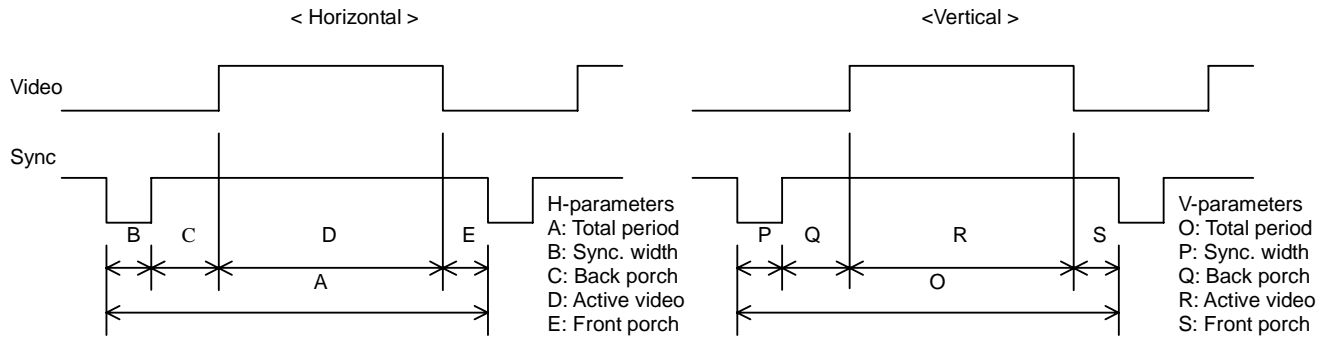 < Horizontal >
<Vertical >
Video
Sync
B
C
D
E
A
H-parameters
A: Total period
B: Sync. width
C: Back porch
D: Active video
E: Front porch
P
Q
R
S
O
V-parameters
O: Total period
P: Sync. width
Q: Back porch
R: Active video
S: Front porch